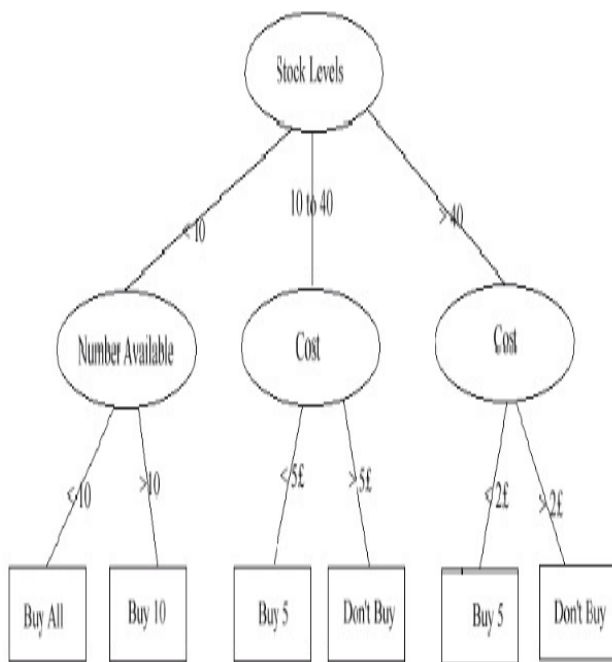 Stock Levels
<10
10 to 40
>40
Number Available
Cost
Cost
<10
>10
<5£
>5£
<2£
>2£
Buy All
Buy 10
Buy 5
Don't Buy
Buy 5
Don't Buy